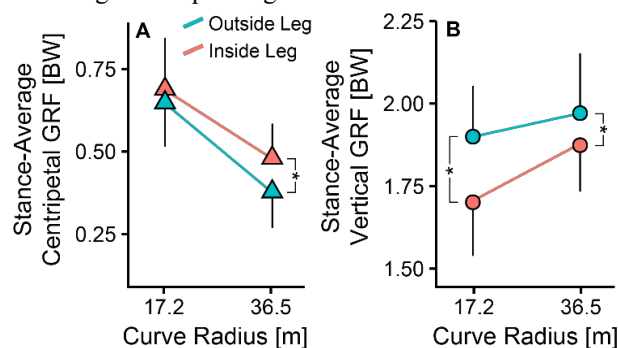 A
Outside Leg
Inside Leg
Stance-Average
Centripetal GRF [BW]
0.75
0.50
0.25
*
17.2
36.5
Curve Radius [m]
B
Stance-Average
Vertical GRF [BW]
2.25
2.00
1.75
1.50
*
*
17.2
36.5
Curve Radius [m]